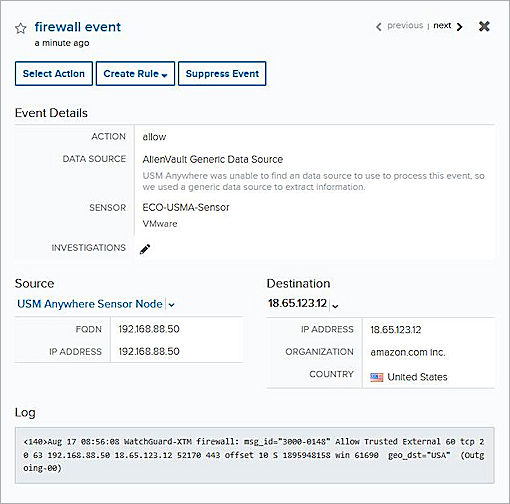 firewall event
previous | next
a minute ago
Select Action Create Rule Suppress Event
Event Details
ACTION allow
DATA SOURCE AlienVault Generic Data Source
USM Anywhere was unable to find an data source to use to process this event, so
we used a generic data source to extract information.
SENSOR ECO-USMA-Sensor
VMware
INVESTIGATIONS
Source
USM Anywhere Sensor Node
FQDN 192.168.88.50
IP ADDRESS 192.168.88.50
Destination
18.65.123.12
IP ADDRESS 18.65.123.12
ORGANIZATION amazon.com Inc.
COUNTRY United States
Log
<140>Aug 17 08:56:08 WatchGuard-XTM firewall: msg_id="3000-0148" Allow Trusted External 60 tcp 2
0 63 192.168.88.50 18.65.123.12 52170 443 offset 10 S 1895948158 win 61690 geo_dst="USA" (Outg
oing-00)